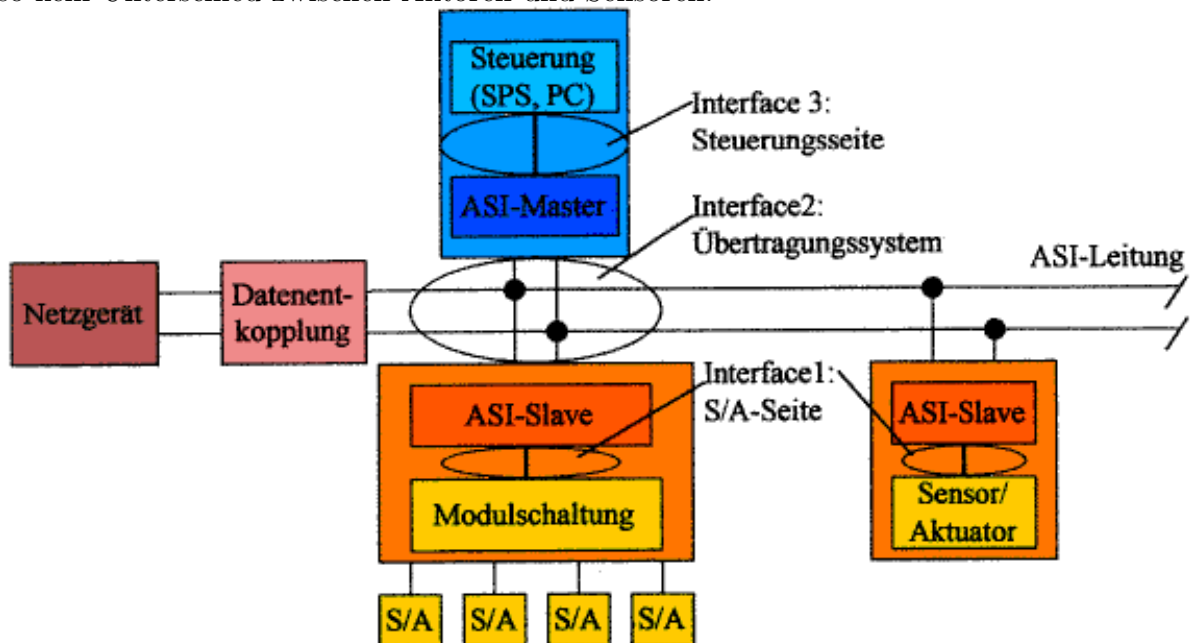 Steuerung
(SPS, PC)
Interface 3:
Steuerungsseite
ASI-Master
Interface2:
Übertragungssystem
ASI-Leitung
Netzgerät
Datenent-
kopplung
Interface1:
S/A-Seite
ASI-Slave
ASI-Slave
Modulschaltung
Sensor/
Aktuator
S/A
S/A
S/A
S/A